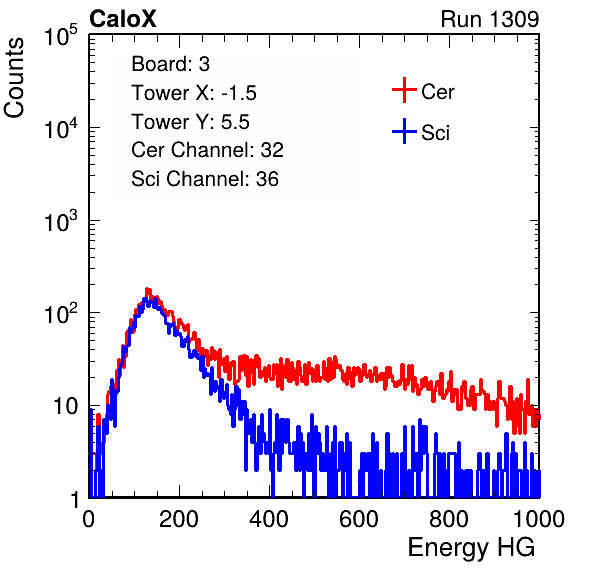 CaloX Run 1309
Counts
10^5
10^4
10^3
10^2
10
1
Board: 3
Tower X: -1.5
Tower Y: 5.5
Cer Channel: 32
Sci Channel: 36
Cer
Sci
0 200 400 600 800 1000
Energy HG